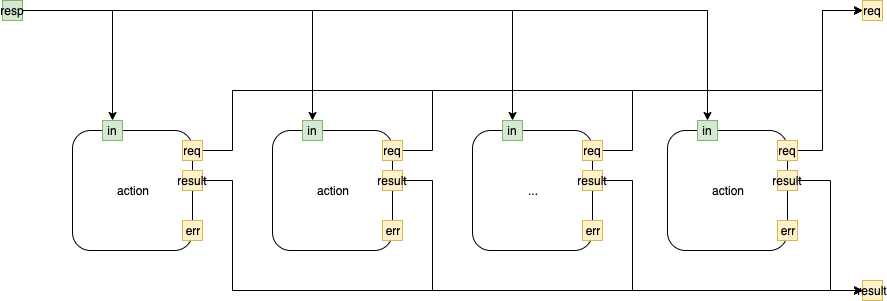 resp
req
in
in
in
in
req
req
req
req
result
result
result
result
action
action
...
action
err
err
err
err
result